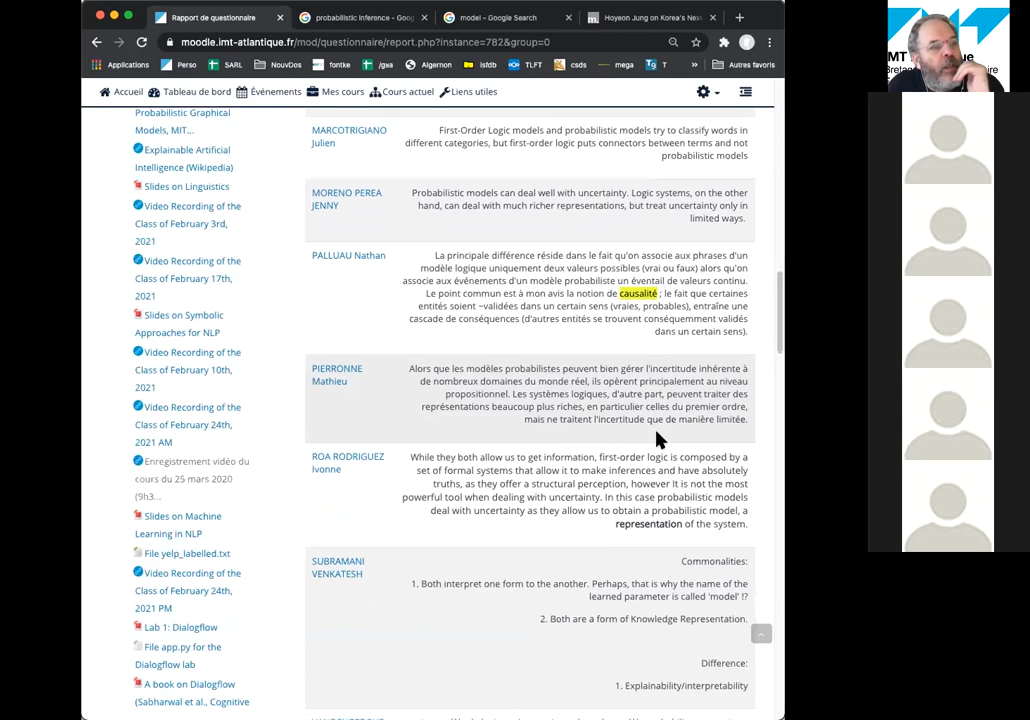 Rapport de questionnaire
probabilistic inference - Goog
model - Google Search
Hoyeon Jung on Korea's Nex
moodle.imt-atlantique.fr/mod/questionnaire/report.php?instance=782&group=0
Applications Perso SARL NouvDos fontke /gwa Algernon isfdb TLFT csds mega T » Autres favoris
Accueil Tableau de bord Événements Mes cours Cours actuel Liens utiles
Probabilistic Graphical
Models, MIT...
Explainable Artificial
Intelligence (Wikipedia)
Slides on Linguistics
Video Recording of the
Class of February 3rd,
2021
Video Recording of the
Class of February 17th,
2021
Slides on Symbolic
Approaches for NLP
Video Recording of the
Class of February 10th,
2021
Video Recording of the
Class of February 24th,
2021 AM
Enregistrement vidéo du
cours du 25 mars 2020
(9h3...
Slides on Machine
Learning in NLP
File yelp_labelled.txt
Video Recording of the
Class of February 24th,
2021 PM
Lab 1: Dialogflow
File app.py for the
Dialogflow lab
A book on Dialogflow
(Sabharwal et al., Cognitive
MARCOTRIGIANO
Julien
First-Order Logic models and probabilistic models try to classify words in
different categories, but first-order logic puts connectors between terms and not
probabilistic models
MORENO PEREA
JENNY
Probabilistic models can deal well with uncertainty. Logic systems, on the other
hand, can deal with much richer representations, but treat uncertainty only in
limited ways.
PALLUAU Nathan
La principale différence réside dans le fait qu'on associe aux phrases d'un
modèle logique uniquement deux valeurs possibles (vrai ou faux) alors qu'on
associe aux événements d'un modèle probabiliste un éventail de valeurs continu.
Le point commun est à mon avis la notion de causalité ; le fait que certaines
entités soient ~validées dans un certain sens (vraies, probables), entraîne une
cascade de conséquences (d'autres entités se trouvent conséquemment validés
dans un certain sens).
PIERRONNE
Mathieu
Alors que les modèles probabilistes peuvent bien gérer l'incertitude inhérente à
de nombreux domaines du monde réel, ils opèrent principalement au niveau
propositionnel. Les systèmes logiques, d'autre part, peuvent traiter des
représentations beaucoup plus riches, en particulier celles du premier ordre,
mais ne traitent l'incertitude que de manière limitée.
ROA RODRIGUEZ
Ivonne
While they both allow us to get information, first-order logic is composed by a
set of formal systems that allow it to make inferences and have absolutely
truths, as they offer a structural perception, however It is not the most
powerful tool when dealing with uncertainty. In this case probabilistic models
deal with uncertainty as they allow us to obtain a probabilistic model, a
representation of the system.
SUBRAMANI
VENKATESH
Commonalities:
1. Both interpret one form to the another. Perhaps, that is why the name of the
learned parameter is called 'model' !?
2. Both are a form of Knowledge Representation.
Difference:
1. Explainability/interpretability